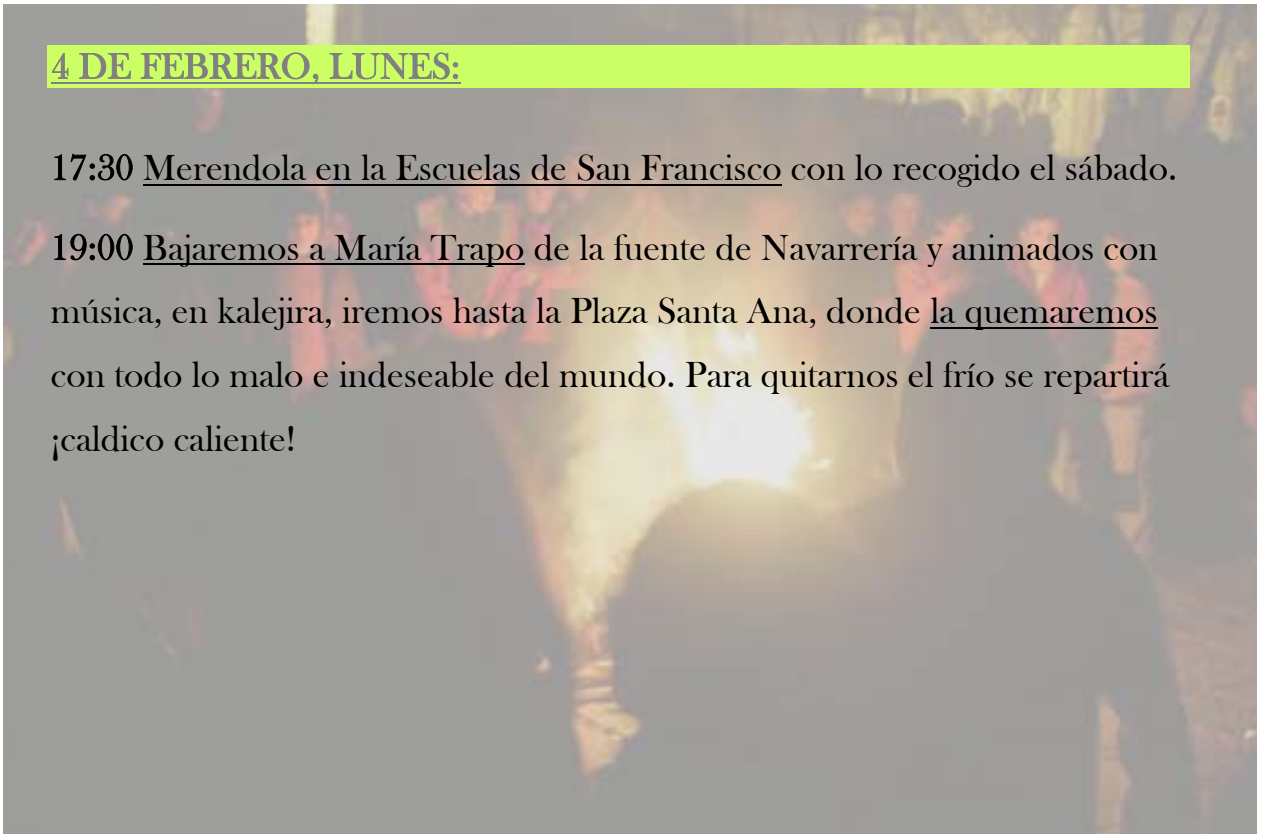 4 DE FEBRERO, LUNES:
17:30 Merendola en la Escuelas de San Francisco con lo recogido el sábado.
19:00 Bajaremos a María Trapo de la fuente de Navarrería y animados con
música, en kalejira, iremos hasta la Plaza Santa Ana, donde la quemaremos
con todo lo malo e indeseable del mundo. Para quitarnos el frío se repartirá
¡caldico caliente!